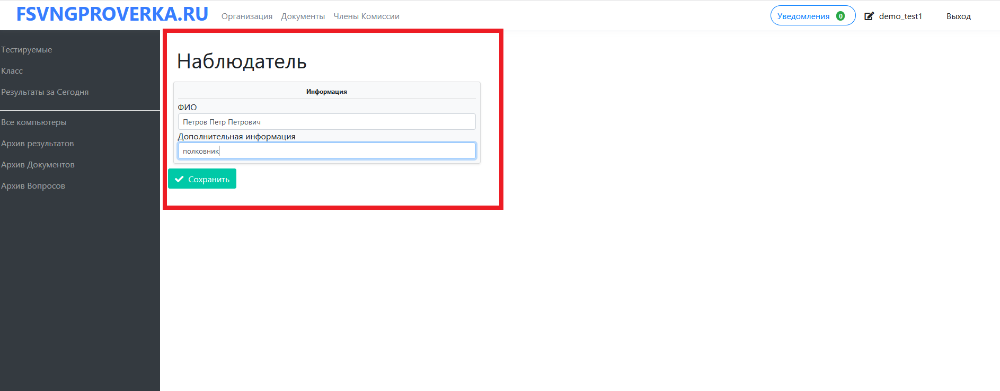 FSVNGPROVERKA.RU Организация Документы Члены Комиссии Уведомления 0 demo_test1 Выход
Тестируемые
Класс
Результаты за Сегодня
Все компьютеры
Архив результатов
Архив Документов
Архив Вопросов
Наблюдатель
Информация
ФИО
Петров Петр Петрович
Дополнительная информация
полковник
Сохранить